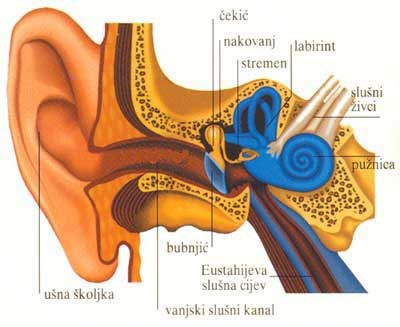 čekić
nakovanj
labirint
stremen
slušni
živci
pužnica
bubnjić
Eustahijeva
slušna cijev
ušna školjka
vanjski slušni kanal